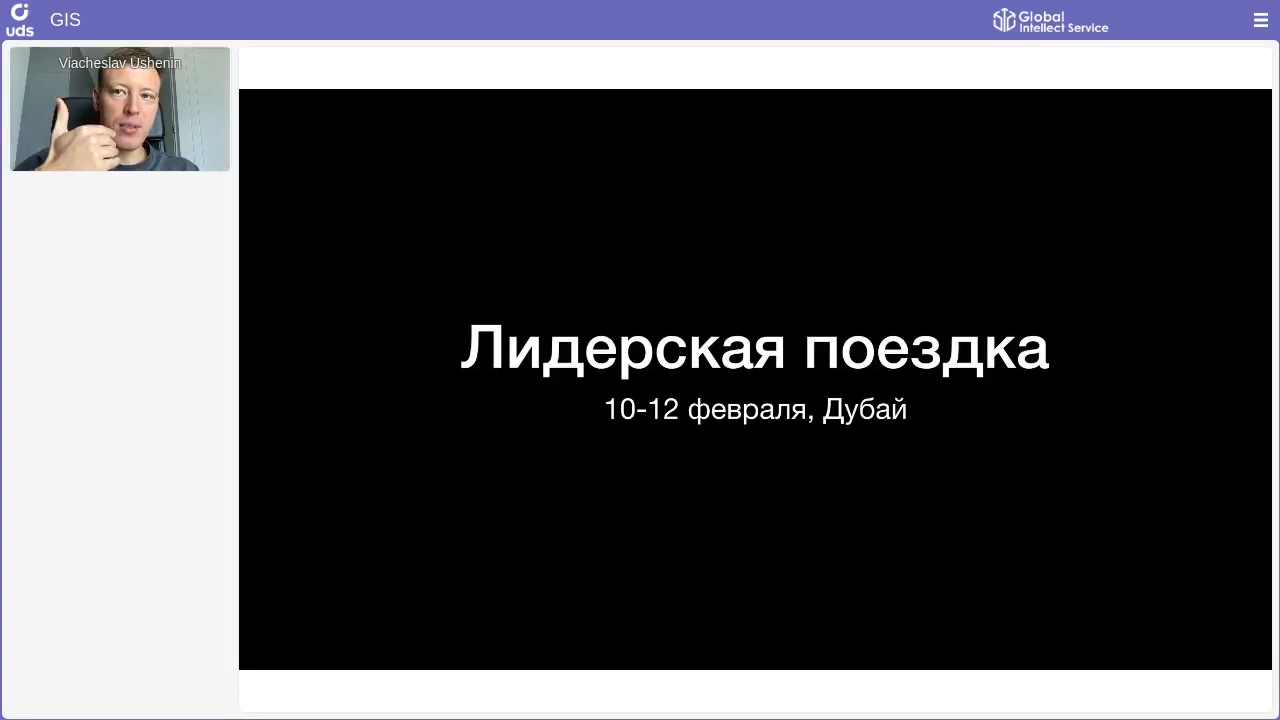 uds
GIS
Global
Intellect Service
Viacheslav Ushenin
Лидерская поездка
10-12 февраля, Дубай